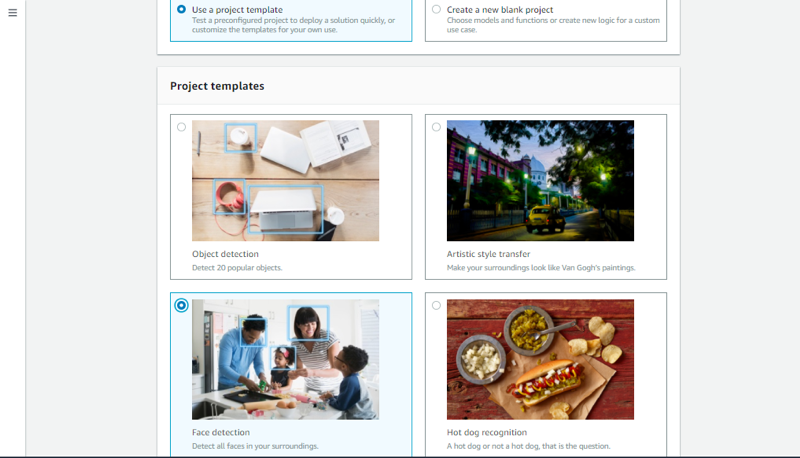 Use a project template
Test a preconfigured project to deploy a solution quickly, or
customize the templates for your own use.
Create a new blank project
Choose models and functions or create new logic for a custom
use case.
Project templates
Object detection
Detect 20 popular objects.
Artistic style transfer
Make your surroundings look like Van Gogh's paintings.
Face detection
Detect all faces in your surroundings.
Hot dog recognition
A hot dog or not a hot dog, that is the question.